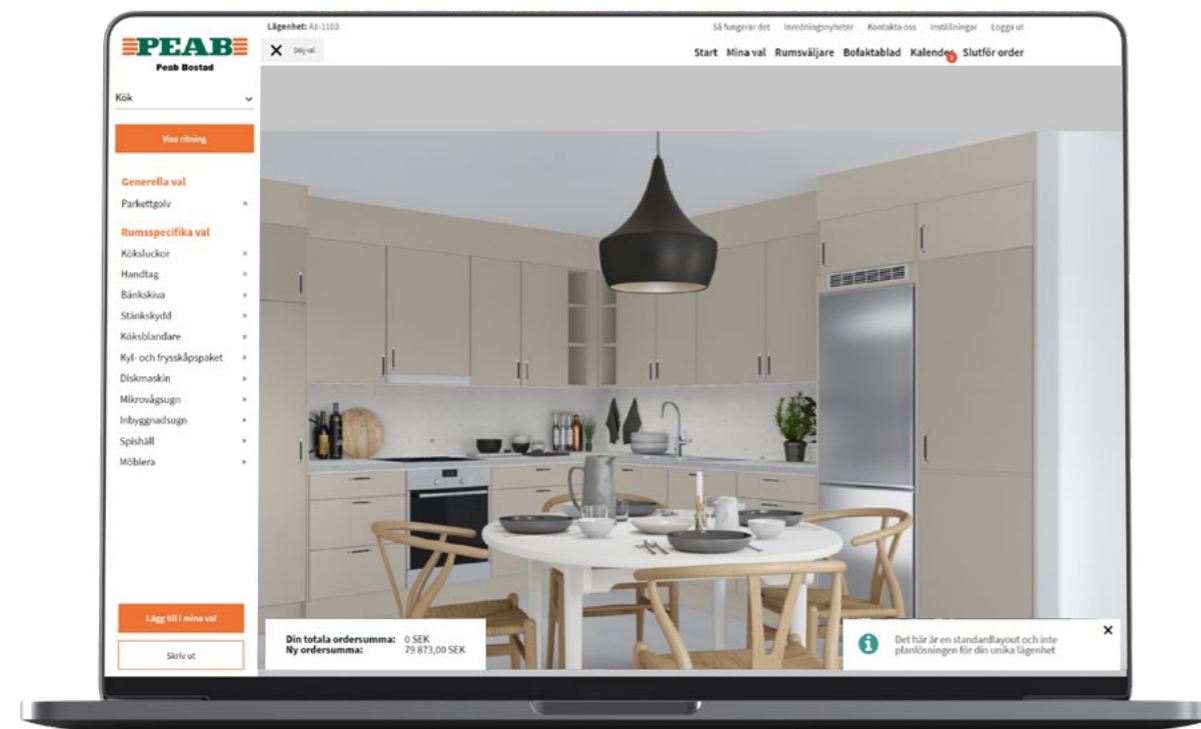 PEAB
Peab Bostad
Lägenhet: A1-1103
Så fungerar det Inredningsnyheter Kontakta oss Inställningar Logga ut
Dölj val
Start Mina val Rumsväljare Bofaktablad Kalender Slutför order
Kök
Visa ritning
Generella val
Parkettgolv
Rumsspecifika val
Köksluckor
Handtag
Bänkskiva
Stänkskydd
Köksblandare
Kyl- och frysskåpspaket
Diskmaskin
Mikrovågsugn
Inbyggnadsugn
Spishäll
Möblera
Lägg till i mina val
Skriv ut
Din totala ordersumma: 0 SEK
Ny ordersumma: 79 873,00 SEK
Det här är en standardlayout och inte
planlösningen för din unika lägenhet